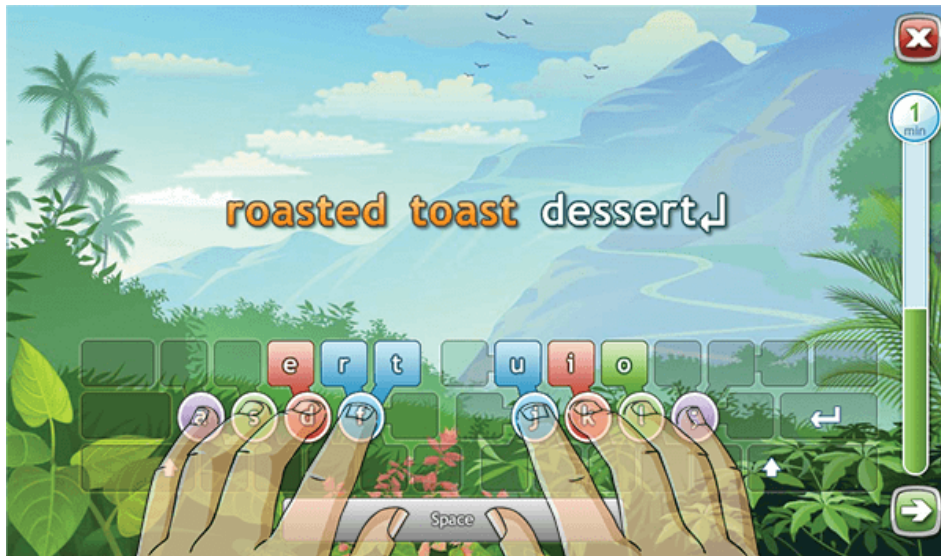 1
min
roasted toast dessert↲
e r t u i o
a s d f j k l ;
Space